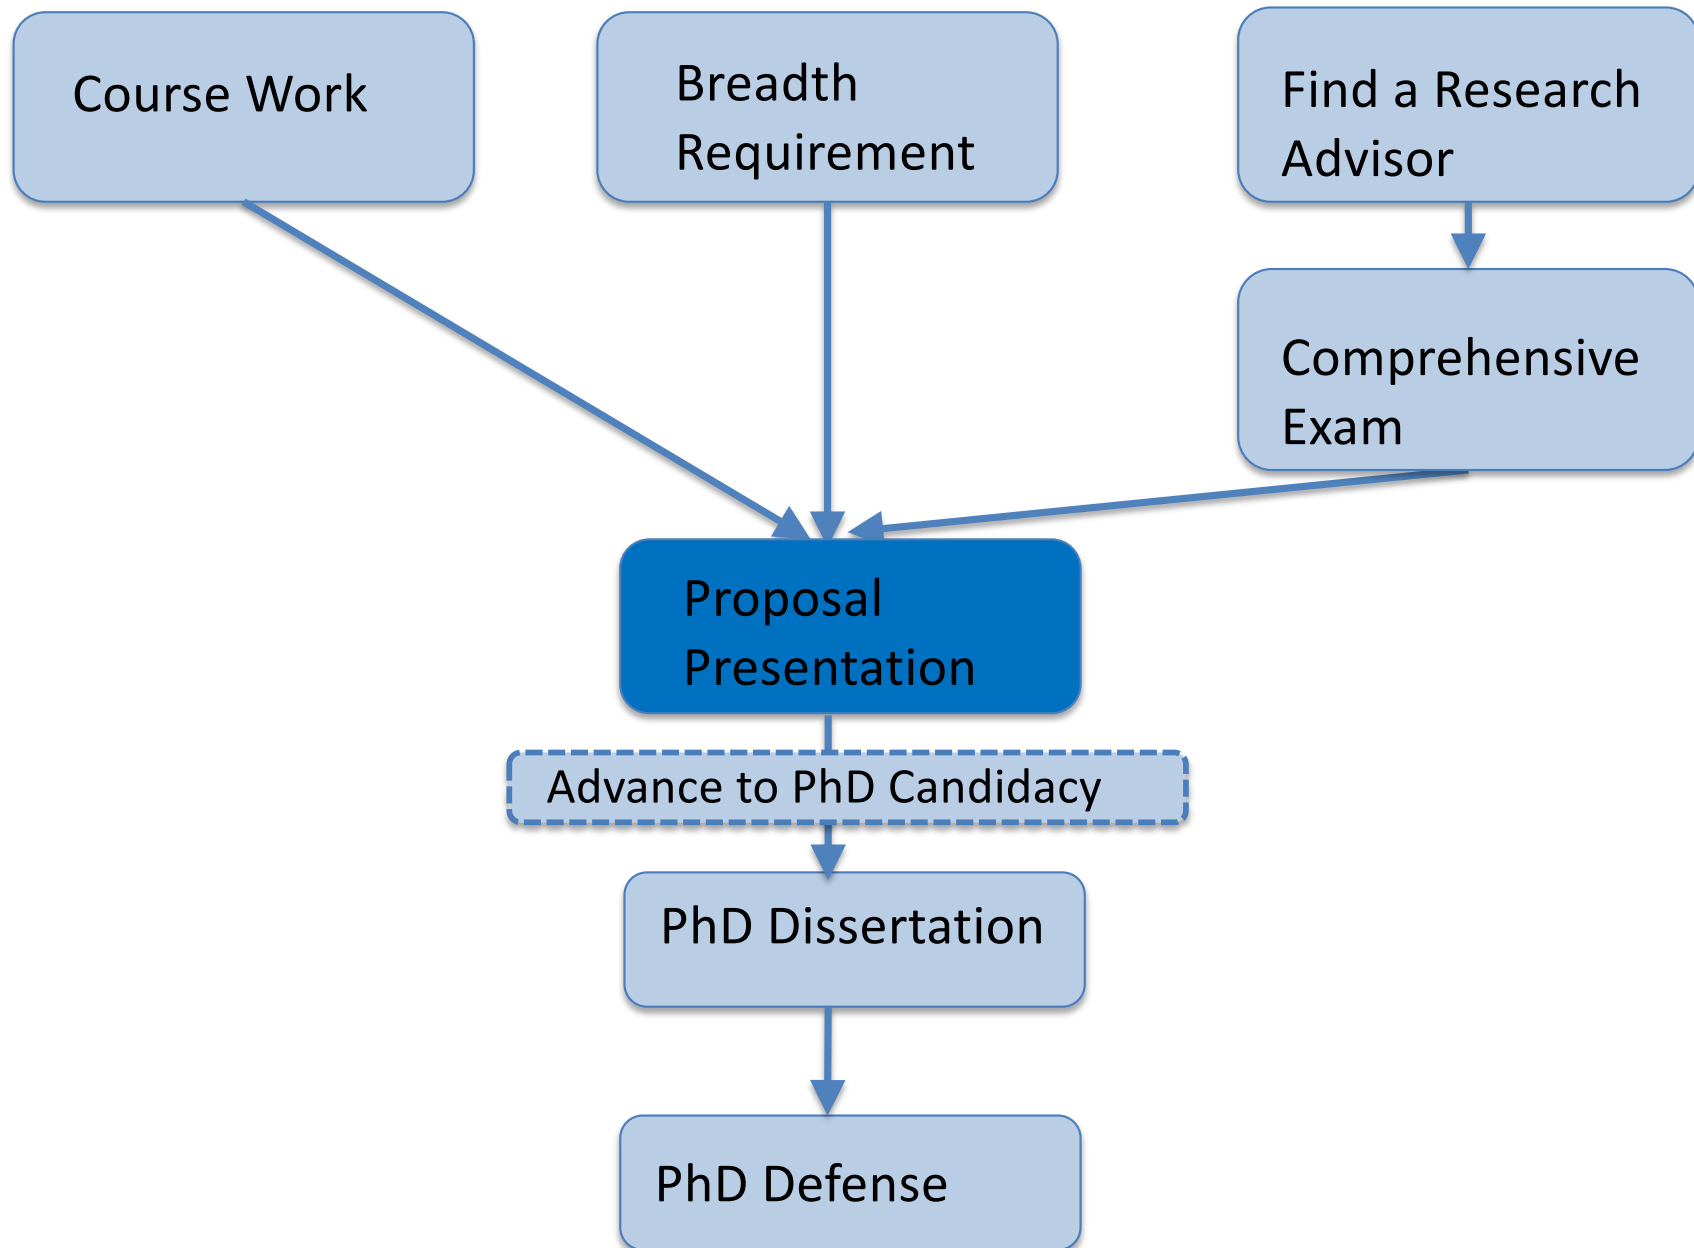 Course Work
Breadth
Requirement
Find a Research
Advisor
Comprehensive
Exam
Proposal
Presentation
Advance to PhD Candidacy
PhD Dissertation
PhD Defense